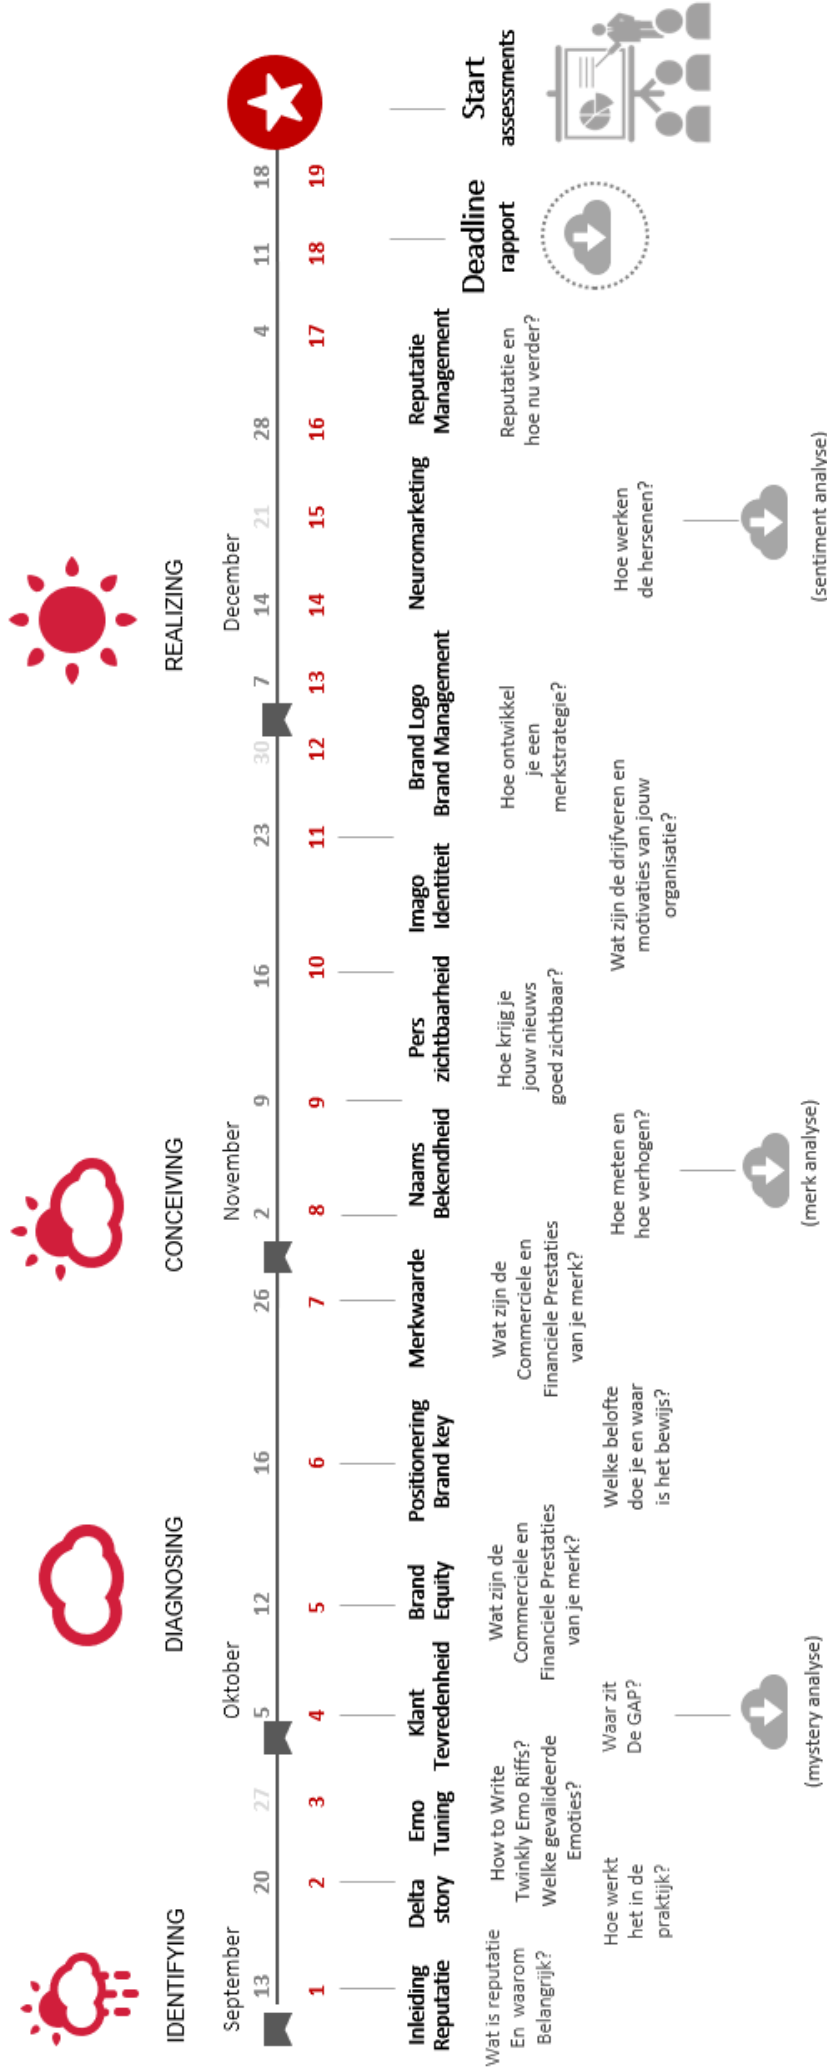 IDENTIFYING
DIAGNOSING
CONCEIVING
REALIZING
September
Oktober
November
December
13
20
27
5
12
16
26
2
9
16
23
30
7
14
21
28
4
11
18
1
2
3
4
5
6
7
8
9
10
11
12
13
14
15
16
17
18
19
Inleiding
Reputatie
Delta
story
Emo
Tuning
Klant
Tevredenheid
Brand
Equity
Positionering
Brand key
Merkwaarde
Naams
Bekendheid
Pers
zichtbaarheid
Imago
Identiteit
Brand Logo
Brand Management
Neuromarketing
Reputatie
Management
Deadline
rapport
Start
assessments
Wat is reputatie
En waarom
Belangrijk?
How to Write
Twinkly Emo Riffs?
Welke gevalideerde
Emoties?
Wat zijn de
Commerciele en
Financiele Prestaties
van je merk?
Wat zijn de
Commerciele en
Financiele Prestaties
van je merk?
Hoe krijg je
jouw nieuws
goed zichtbaar?
Hoe ontwikkel
je een
merkstrategie?
Reputatie en
hoe nu verder?
Hoe werkt
het in de
praktijk?
Waar zit
De GAP?
Welke belofte
doe je en waar
is het bewijs?
Hoe meten en
hoe verhogen?
Wat zijn de drijfveren en
motivaties van jouw
organisatie?
Hoe werken
de hersenen?
(mystery analyse)
(merk analyse)
(sentiment analyse)